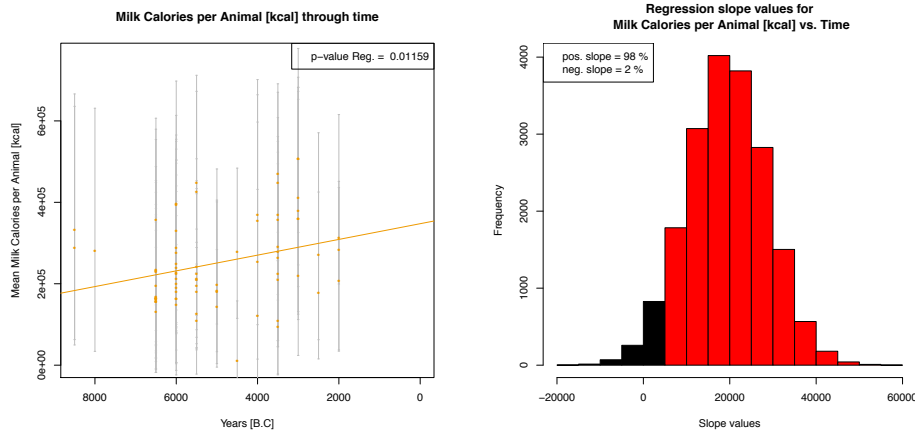 Milk Calories per Animal [kcal] through time
p-value Reg. = 0.01159
Mean Milk Calories per Animal [kcal]
0e+00
2e+05
4e+05
6e+05
8000
6000
4000
2000
0
Years [B.C]
Regression slope values for
Milk Calories per Animal [kcal] vs. Time
pos. slope = 98 %
neg. slope = 2 %
Frequency
0
1000
2000
3000
4000
−20000
0
20000
40000
60000
Slope values